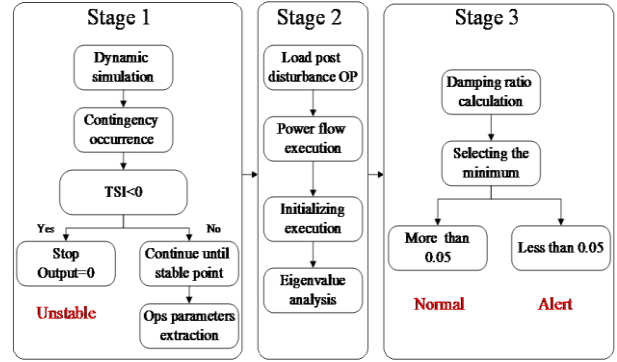 Stage 1
Dynamic
simulation
Contingency
occurrence
TSI<0
Yes
No
Stop
Output=0
Continue until
stable point
Unstable
Ops parameters
extraction
Stage 2
Load post
disturbance OP
Power flow
execution
Initializing
execution
Eigenvalue
analysis
Stage 3
Damping ratio
calculation
Selecting the
minimum
More than
0.05
Less than 0.05
Normal
Alert